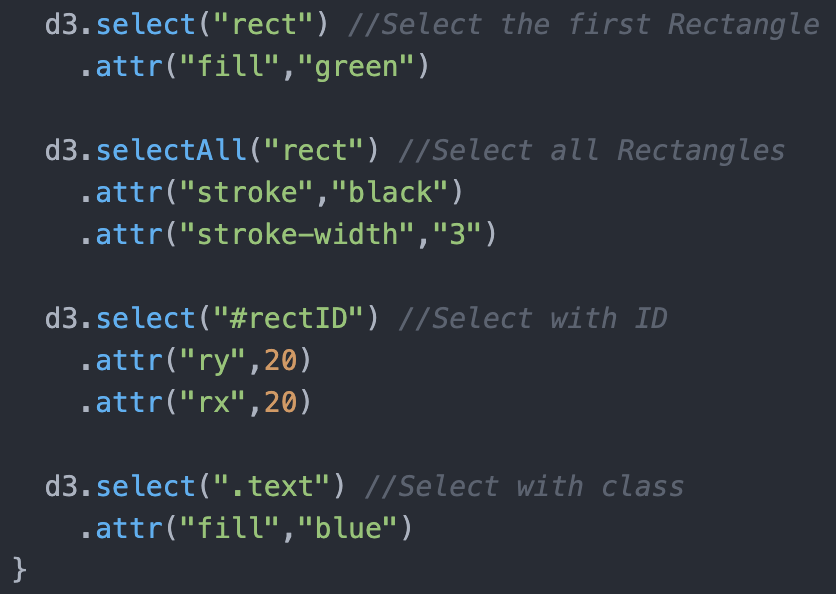 d3.select("rect") //Select the first Rectangle
.attr("fill","green")
d3.selectAll("rect") //Select all Rectangles
.attr("stroke","black")
.attr("stroke-width","3")
d3.select("#rectID") //Select with ID
.attr("ry",20)
.attr("rx",20)
d3.select(".text") //Select with class
.attr("fill","blue")
}